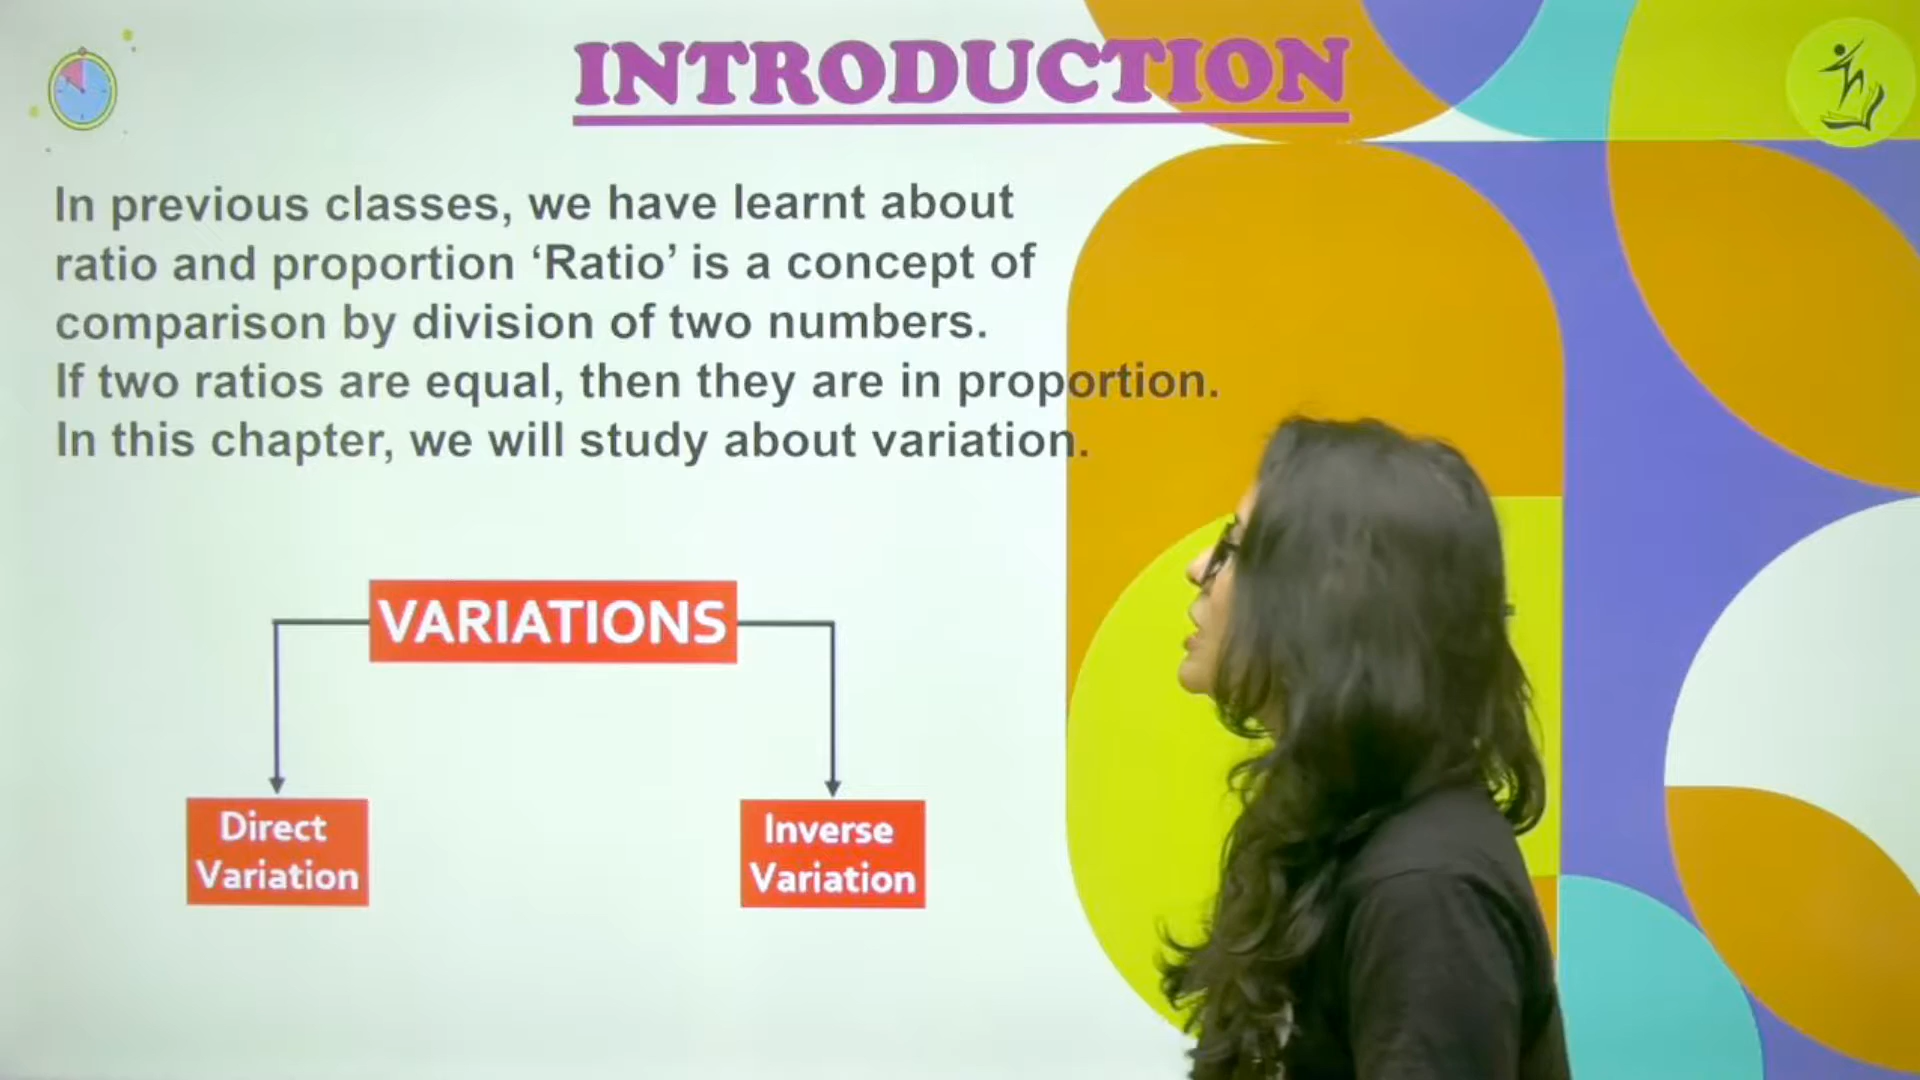 INTRODUCTION
In previous classes, we have learnt about
ratio and proportion ‘Ratio’ is a concept of
comparison by division of two numbers.
If two ratios are equal, then they are in proportion.
In this chapter, we will study about variation.
VARIATIONS
Direct
Variation
Inverse
Variation